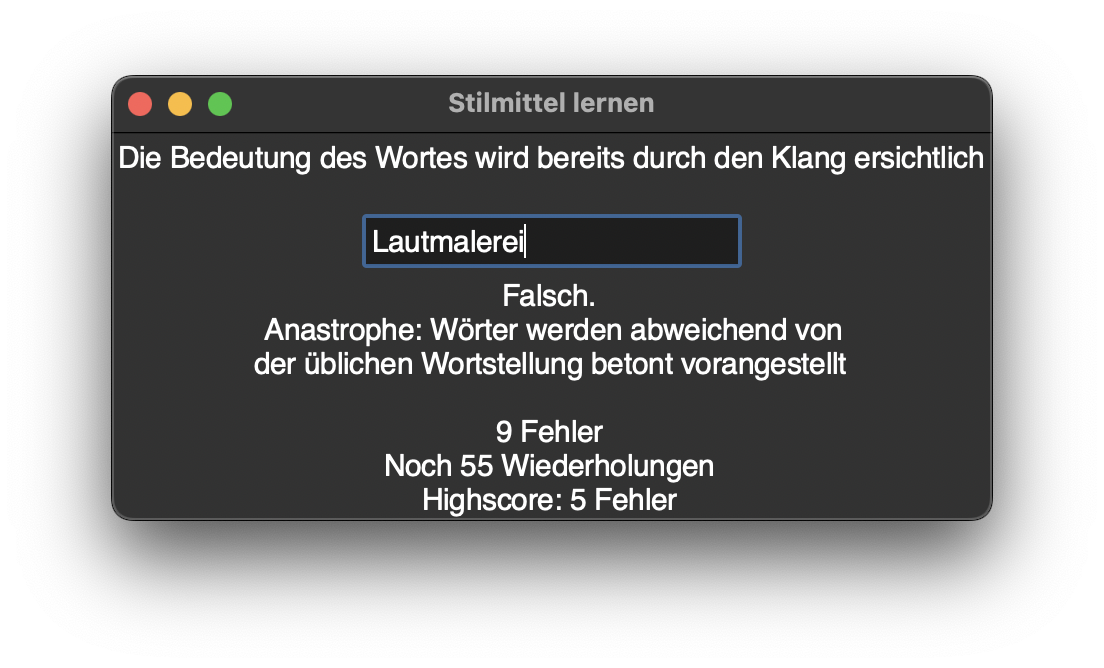 Stilmittel lernen
Die Bedeutung des Wortes wird bereits durch den Klang ersichtlich
Lautmalerei
Falsch.
Anastrophe: Wörter werden abweichend von
der üblichen Wortstellung betont vorangestellt
9 Fehler
Noch 55 Wiederholungen
Highscore: 5 Fehler